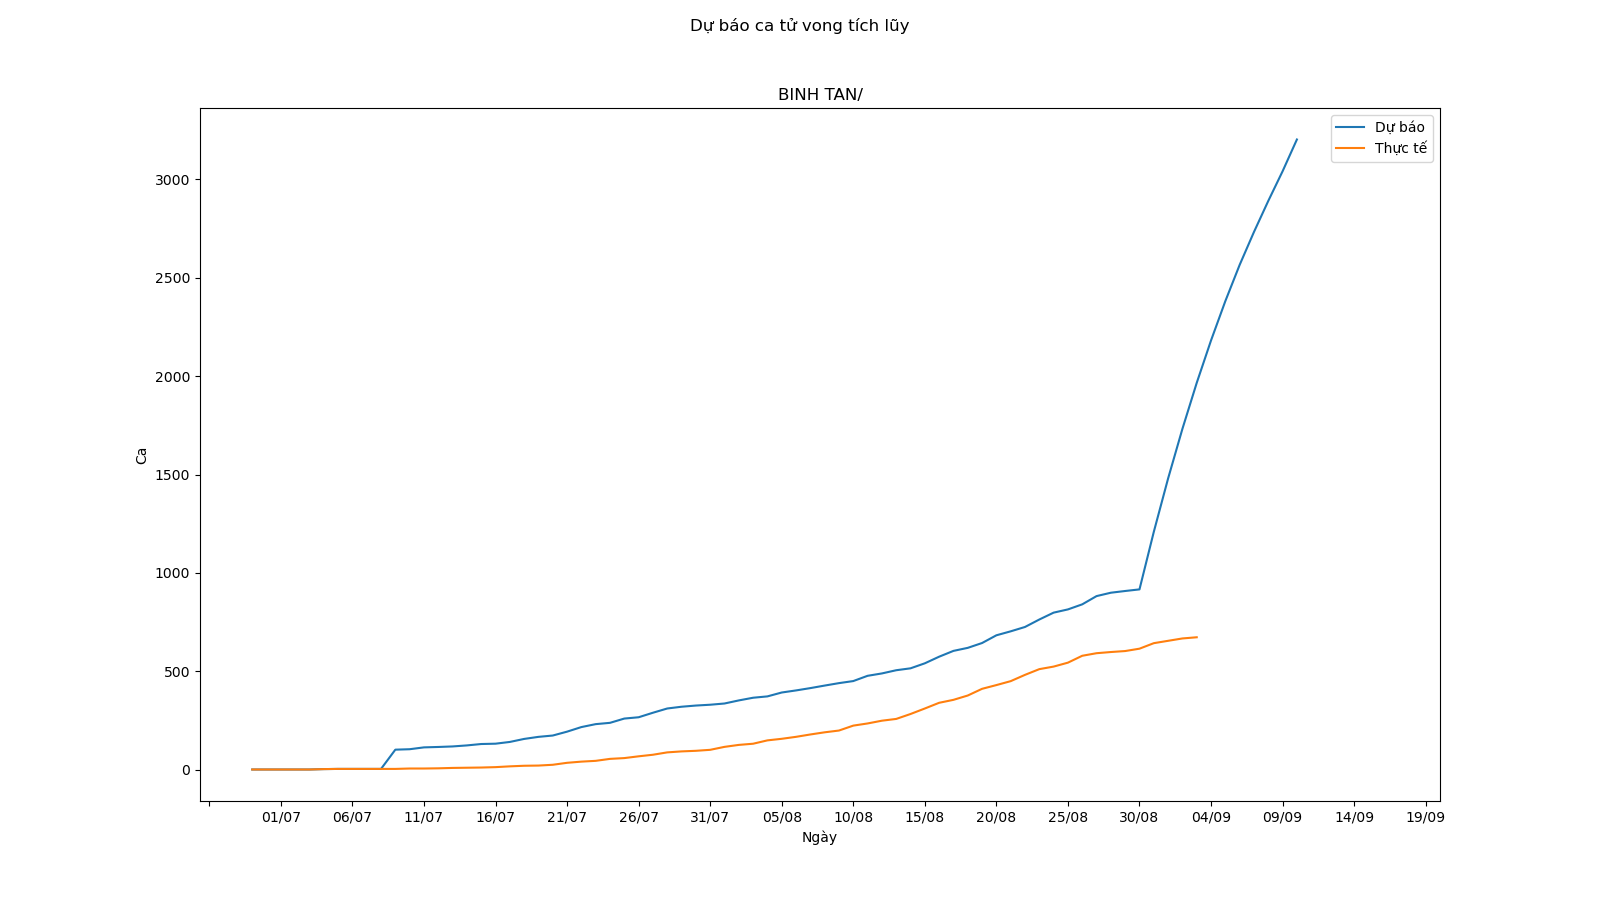 Dự báo ca tử vong tích lũy
BINH TAN/
Dự báo
Thực tế
Ca
3000
2500
2000
1500
1000
500
0
01/07 06/07 11/07 16/07 21/07 26/07 31/07 05/08 10/08 15/08 20/08 25/08 30/08 04/09 09/09 14/09 19/09
Ngày